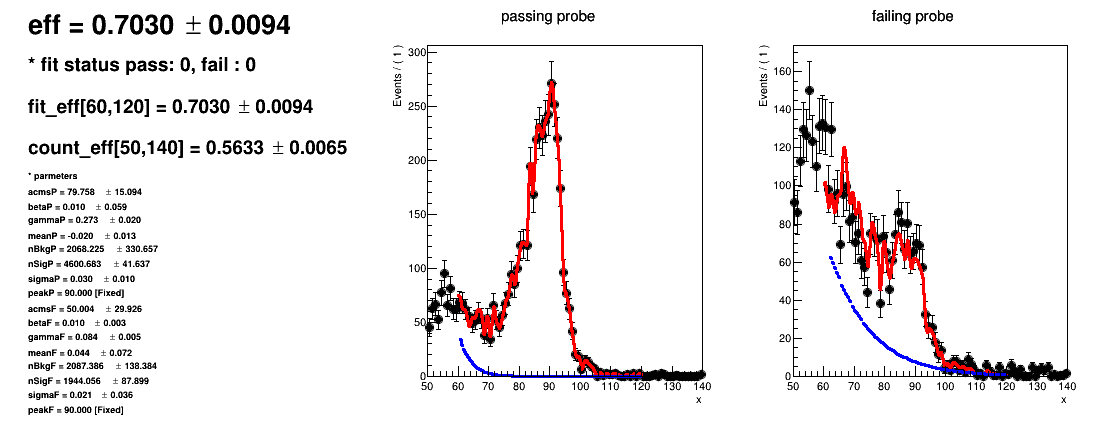 eff = 0.7030 ± 0.0094
* fit status pass: 0, fail : 0
fit_eff[60,120] = 0.7030 ± 0.0094
count_eff[50,140] = 0.5633 ± 0.0065
* parmeters
acmsP = 79.758 ± 15.094
betaP = 0.010 ± 0.059
gammaP = 0.273 ± 0.020
meanP = -0.020 ± 0.013
nBkgP = 2068.225 ± 330.657
nSigP = 4600.683 ± 41.637
sigmaP = 0.030 ± 0.010
peakP = 90.000 [Fixed]
acmsF = 50.004 ± 29.926
betaF = 0.010 ± 0.003
gammaF = 0.084 ± 0.005
meanF = 0.044 ± 0.072
nBkgF = 2087.386 ± 138.384
nSigF = 1944.056 ± 87.899
sigmaF = 0.021 ± 0.036
peakF = 90.000 [Fixed]
passing probe
Events / ( 1 )
300
250
200
150
100
50
0
50 60 70 80 90 100 110 120 130 140
x
failing probe
Events / ( 1 )
160
140
120
100
80
60
40
20
0
50 60 70 80 90 100 110 120 130 140
x